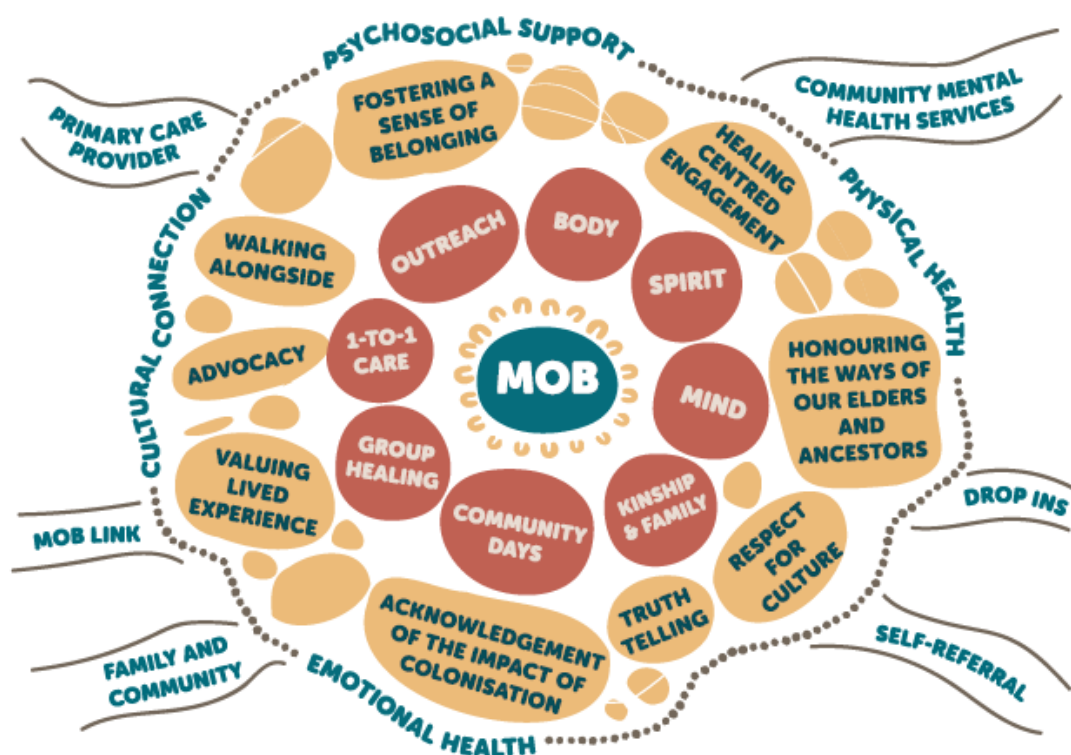 PSYCHOSOCIAL SUPPORT
PRIMARY CARE
PROVIDER
COMMUNITY MENTAL
HEALTH SERVICES
FOSTERING A
SENSE OF
BELONGING
HEALING
CENTRED
ENGAGEMENT
PHYSICAL HEALTH
CULTURAL CONNECTION
WALKING
ALONGSIDE
OUTREACH
BODY
SPIRIT
1-TO-1
CARE
MOB
MIND
ADVOCACY
HONOURING
THE WAYS OF
OUR ELDERS
AND
ANCESTORS
VALUING
LIVED
EXPERIENCE
GROUP
HEALING
COMMUNITY
DAYS
KINSHIP
& FAMILY
RESPECT
FOR
CULTURE
DROP INS
MOB LINK
ACKNOWLEDGEMENT
OF THE IMPACT OF
COLONISATION
TRUTH
TELLING
SELF-REFERRAL
FAMILY AND
COMMUNITY
EMOTIONAL HEALTH